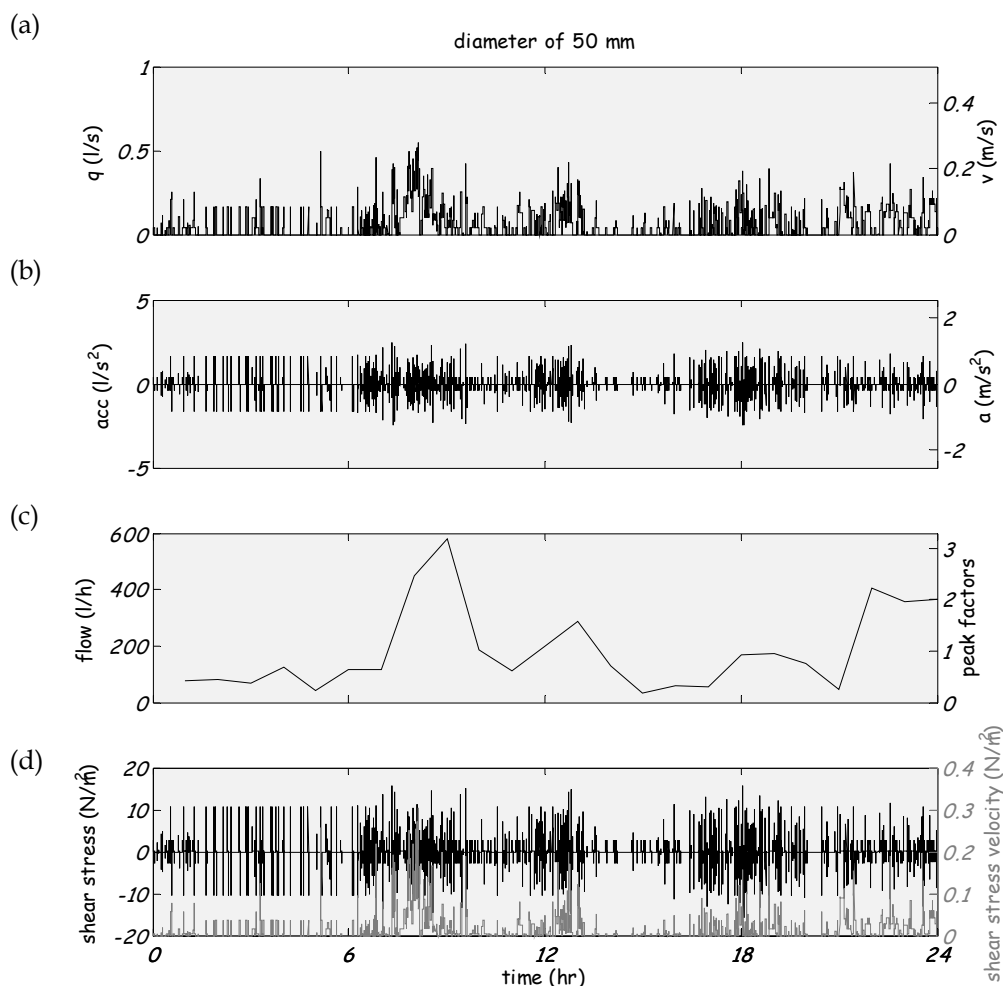 (a)
diameter of 50 mm
1
0.5
0
q (l/s)
0.4
0.2
0
v (m/s)
(b)
5
0
-5
acc (l/s²)
2
0
-2
a (m/s²)
(c)
600
400
200
0
flow (l/h)
3
2
1
0
peak factors
(d)
20
10
0
-10
-20
shear stress (N/m²)
0.4
0.3
0.2
0.1
0
shear stress velocity (N/m²)
0 6 12 18 24
time (hr)